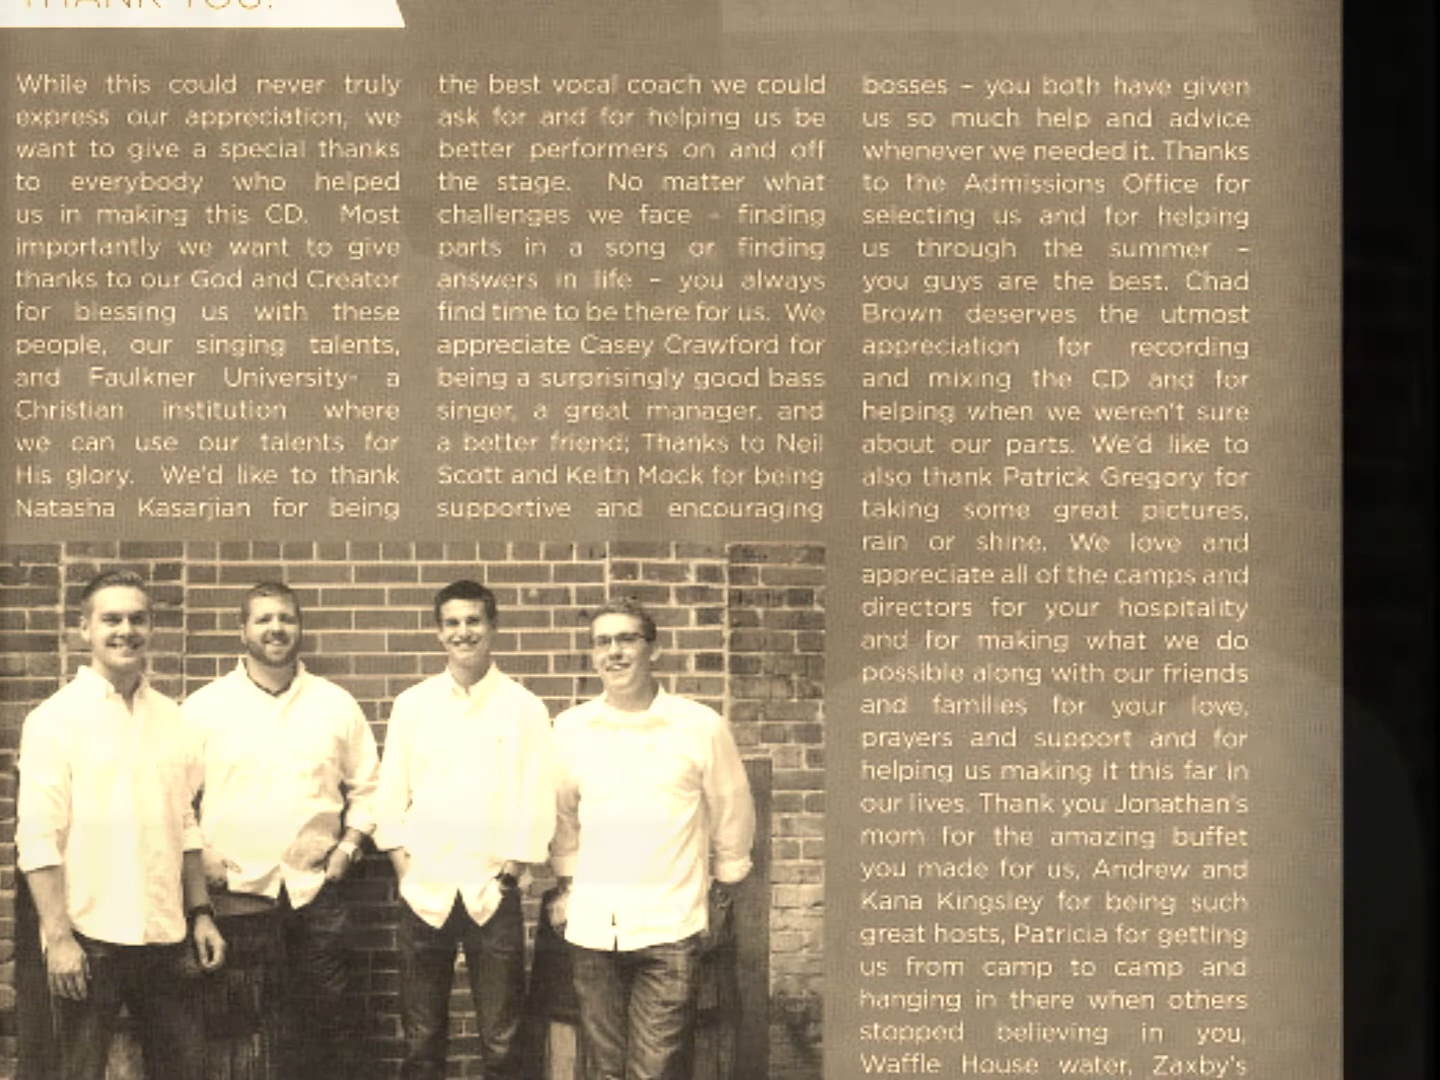 THANK YOU!
While this could never truly
express our appreciation, we
want to give a special thanks
to everybody who helped
us in making this CD. Most
importantly we want to give
thanks to our God and Creator
for blessing us with these
people, our singing talents,
and Faulkner University- a
Christian institution where
we can use our talents for
His glory. We'd like to thank
Natasha Kasarjian for being
the best vocal coach we could
ask for and for helping us be
better performers on and off
the stage. No matter what
challenges we face – finding
parts in a song or finding
answers in life – you always
find time to be there for us. We
appreciate Casey Crawford for
being a surprisingly good bass
singer, a great manager, and
a better friend; Thanks to Neil
Scott and Keith Mock for being
supportive and encouraging
bosses – you both have given
us so much help and advice
whenever we needed it. Thanks
to the Admissions Office for
selecting us and for helping
us through the summer –
you guys are the best. Chad
Brown deserves the utmost
appreciation for recording
and mixing the CD and for
helping when we weren't sure
about our parts. We'd like to
also thank Patrick Gregory for
taking some great pictures,
rain or shine. We love and
appreciate all of the camps and
directors for your hospitality
and for making what we do
possible along with our friends
and families for your love,
prayers and support and for
helping us making it this far in
our lives. Thank you Jonathan's
mom for the amazing buffet
you made for us, Andrew and
Kana Kingsley for being such
great hosts, Patricia for getting
us from camp to camp and
hanging in there when others
stopped believing in you,
Waffle House water, Zaxby's